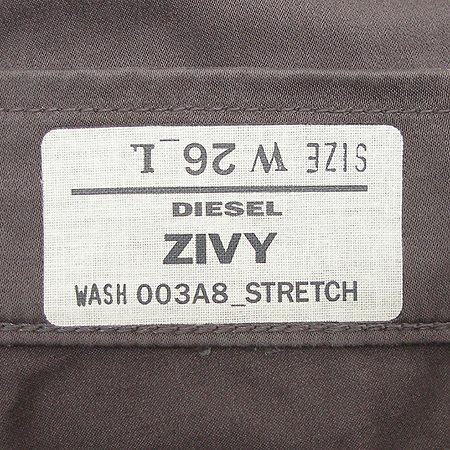 SIZE W 26_L
DIESEL
ZIVY
WASH 003A8_STRETCH